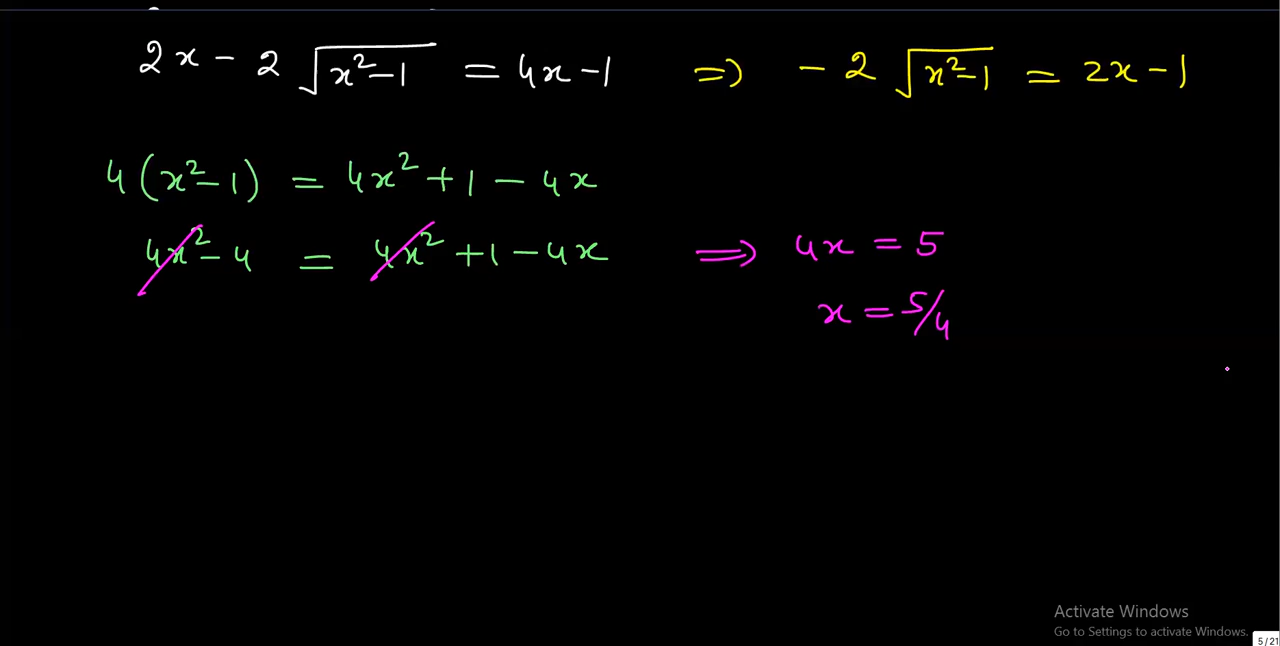 2x - 2 √(x²-1) = 4x - 1 ⇒ - 2 √(x²-1) = 2x - 1
4(x²-1) = 4x² + 1 - 4x
4x² - 4 = 4x² + 1 - 4x ⟹ 4x = 5
x = 5/4
Activate Windows
Go to Settings to activate Windows.
5/21